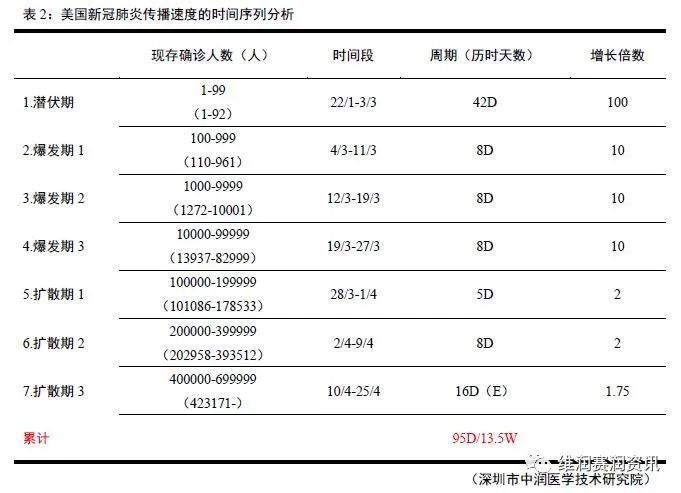 表 2：美国新冠肺炎传播速度的时间序列分析
现存确诊人数（人） 时间段 周期（历时天数） 增长倍数
1.潜伏期 1-99 22/1-3/3 42D 100
（1-92）
2.爆发期 1 100-999 4/3-11/3 8D 10
（110-961）
3.爆发期 2 1000-9999 12/3-19/3 8D 10
（1272-10001）
4.爆发期 3 10000-99999 19/3-27/3 8D 10
（13937-82999）
5.扩散期 1 100000-199999 28/3-1/4 5D 2
（101086-178533）
6.扩散期 2 200000-399999 2/4-9/4 8D 2
（202958-393512）
7.扩散期 3 400000-699999 10/4-25/4 16D（E） 1.75
（423171-）
累计 95D/13.5W
维润赛润资讯
（深圳市中润医学技术研究院）